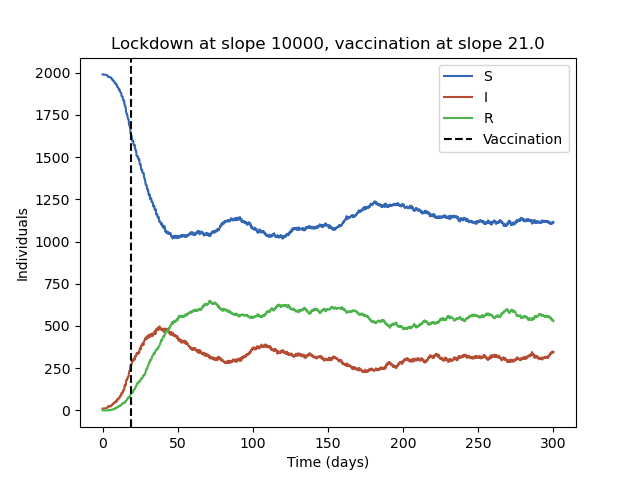 Lockdown at slope 10000, vaccination at slope 21.0
S
I
R
Vaccination
Individuals
2000
1750
1500
1250
1000
750
500
250
0
0 50 100 150 200 250 300
Time (days)